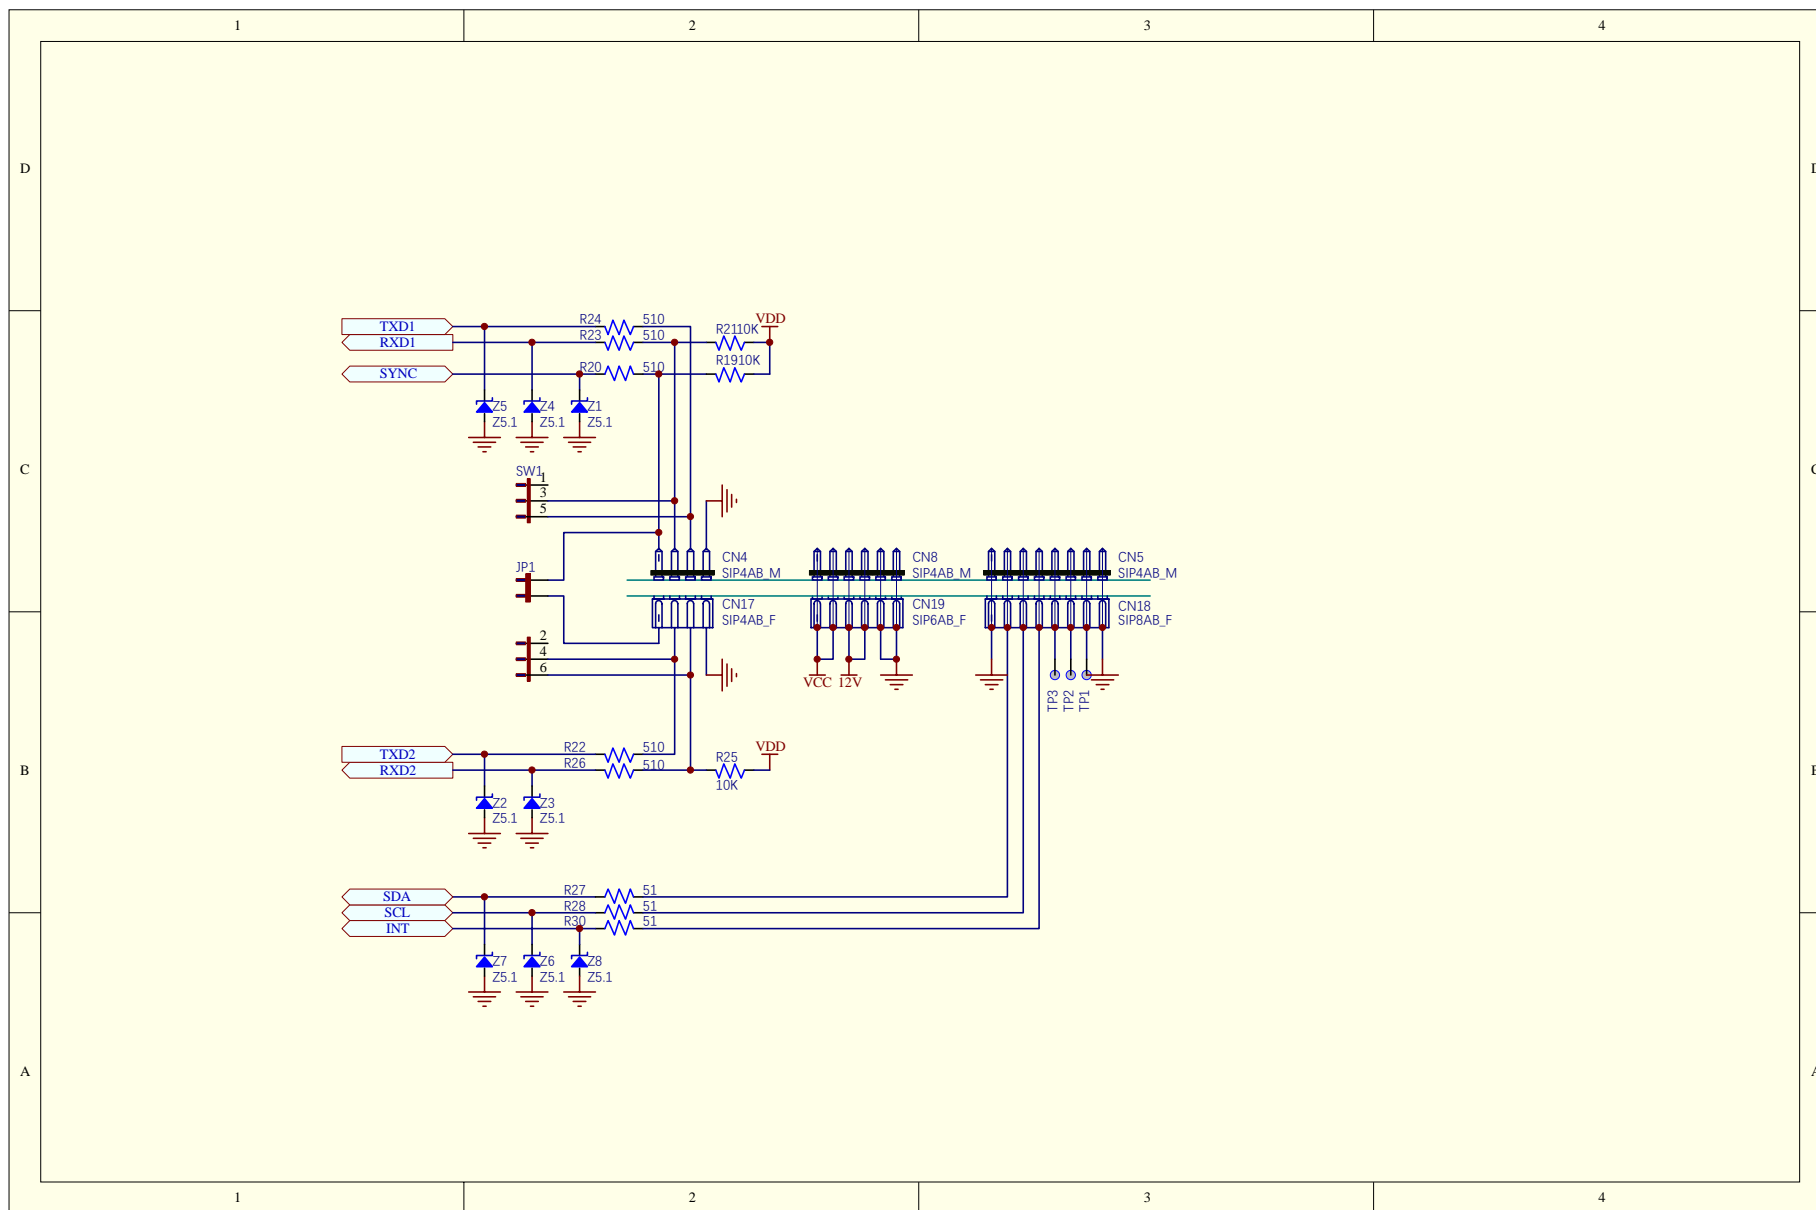 1 2 3 4
D D
TXD1 R24 510 VDD
RXD1 R23 510 R21 10K
SYNC R20 510 R19 10K
Z5 Z4 Z1
Z5.1 Z5.1 Z5.1
C C
SW1
1
3
5
CN4 CN8 CN5
JP1 SIP4AB_M SIP4AB_M SIP4AB_M
CN17 CN19 CN18
SIP4AB_F SIP6AB_F SIP8AB_F
2
4
6
VCC 12V
TP3 TP2 TP1
TXD2 R22 510 VDD
RXD2 R26 510 R25
B B
10K
Z2 Z3
Z5.1 Z5.1
SDA R27 51
SCL R28 51
INT R30 51
Z7 Z6 Z8
Z5.1 Z5.1 Z5.1
A A
1 2 3 4